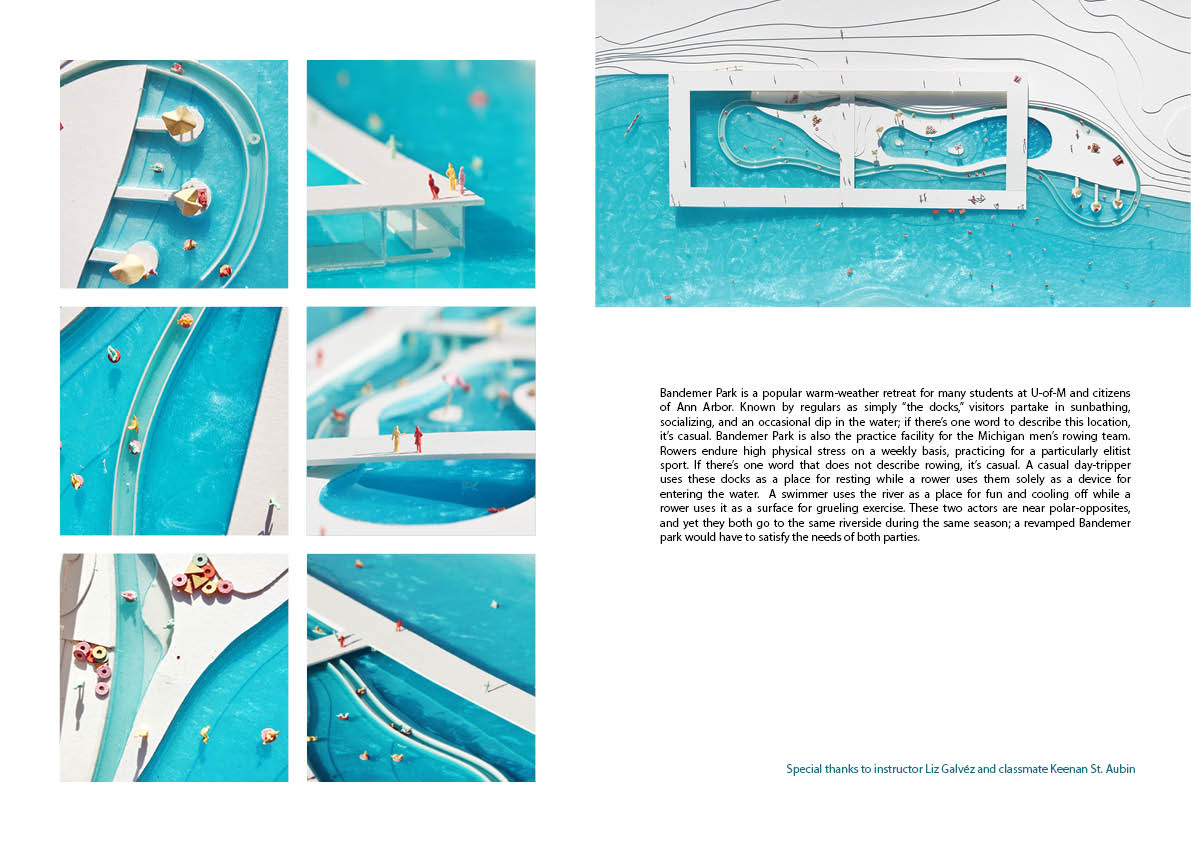 Bandemer Park is a popular warm-weather retreat for many students at U-of-M and citizens
of Ann Arbor. Known by regulars as simply “the docks,” visitors partake in sunbathing,
socializing, and an occasional dip in the water; if there’s one word to describe this location,
it’s casual. Bandemer Park is also the practice facility for the Michigan men’s rowing team.
Rowers endure high physical stress on a weekly basis, practicing for a particularly elitist
sport. If there’s one word that does not describe rowing, it’s casual. A casual day-tripper
uses these docks as a place for resting while a rower uses them solely as a device for
entering the water.  A swimmer uses the river as a place for fun and cooling off while a
rower uses it as a surface for grueling exercise. These two actors are near polar-opposites,
and yet they both go to the same riverside during the same season; a revamped Bandemer
park would have to satisfy the needs of both parties.
Special thanks to instructor Liz Galvéz and classmate Keenan St. Aubin